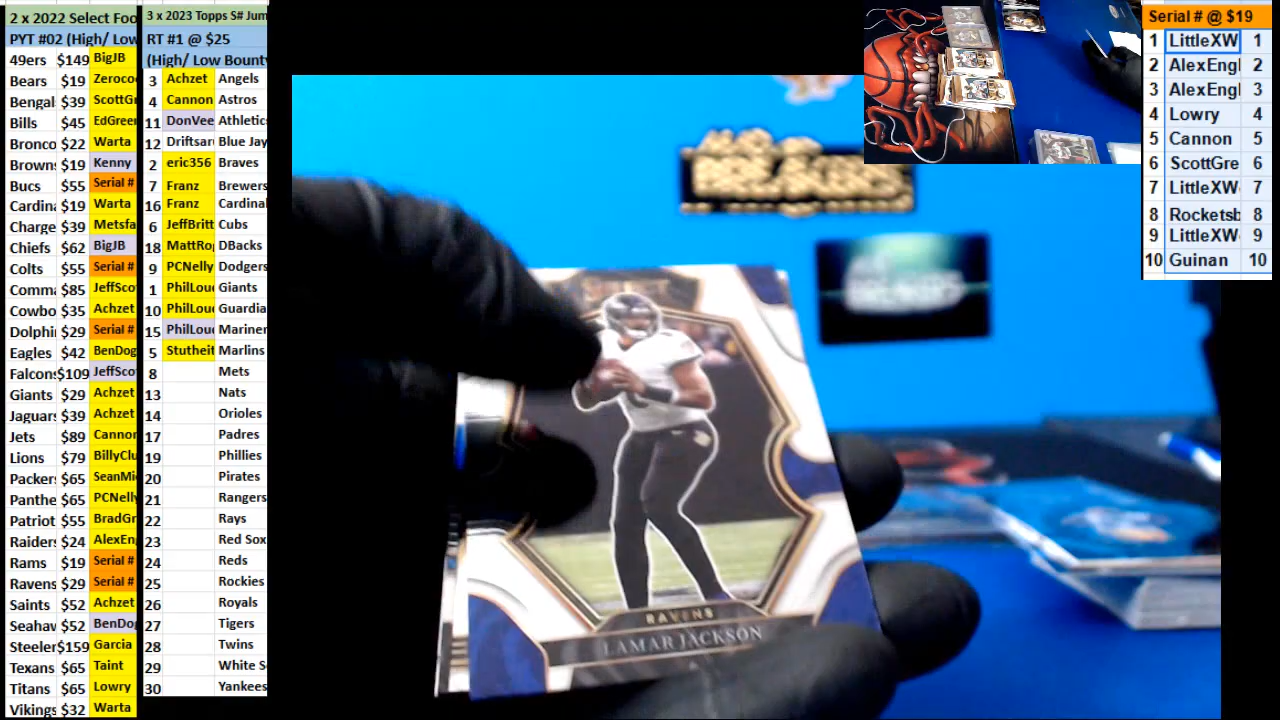 2 x 2022 Select Foo
PYT #02 (High/ Low
49ers $149 BigJB
Bears $19 Zeroco
Bengal $39 ScottGr
Bills $45 EdGreer
Bronco $22 Warta
Browns $19 Kenny
Bucs $55 Serial #
Cardina $19 Warta
Charge $39 Metsfa
Chiefs $62 BigJB
Colts $55 Serial #
Comma $85 JeffSco
Cowbo $35 Achzet
Dolphi $29 Serial #
Eagles $42 BenDog
Falcons $109 JeffSco
Giants $29 Achzet
Jaguar $39 Achzet
Jets $89 Cannon
Lions $79 BillyClu
Packer $65 SeanMi
Panthe $65 PCNelly
Patriot $55 BradGr
Raiders $24 AlexEng
Rams $19 Serial #
Ravens $29 Serial #
Saints $52 Achzet
Seahaw $52 BenDog
Steeler $159 Garcia
Texans $65 Taint
Titans $65 Lowry
Vikings $32 Warta
3 x 2023 Topps S# Jum
RT #1 @ $25
(High/ Low Bounty
3 Achzet Angels
4 Cannon Astros
11 DonVee Athletics
12 Driftsar Blue Jay
2 eric356 Braves
7 Franz Brewers
16 Franz Cardinal
6 JeffBritt Cubs
18 MattRog DBacks
9 PCNelly Dodgers
1 PhilLoud Giants
10 PhilLoud Guardia
15 PhilLoud Mariner
5 Stutheit Marlins
8 Mets
13 Nats
14 Orioles
17 Padres
19 Phillies
20 Pirates
21 Rangers
22 Rays
23 Red Sox
24 Reds
25 Rockies
26 Royals
27 Tigers
28 Twins
29 White S
30 Yankees
RAVENS
LAMAR JACKSON
Serial # @ $19
1 LittleXW 1
2 AlexEngl 2
3 AlexEngl 3
4 Lowry 4
5 Cannon 5
6 ScottGre 6
7 LittleXW 7
8 Rocketsb 8
9 LittleXW 9
10 Guinan 10